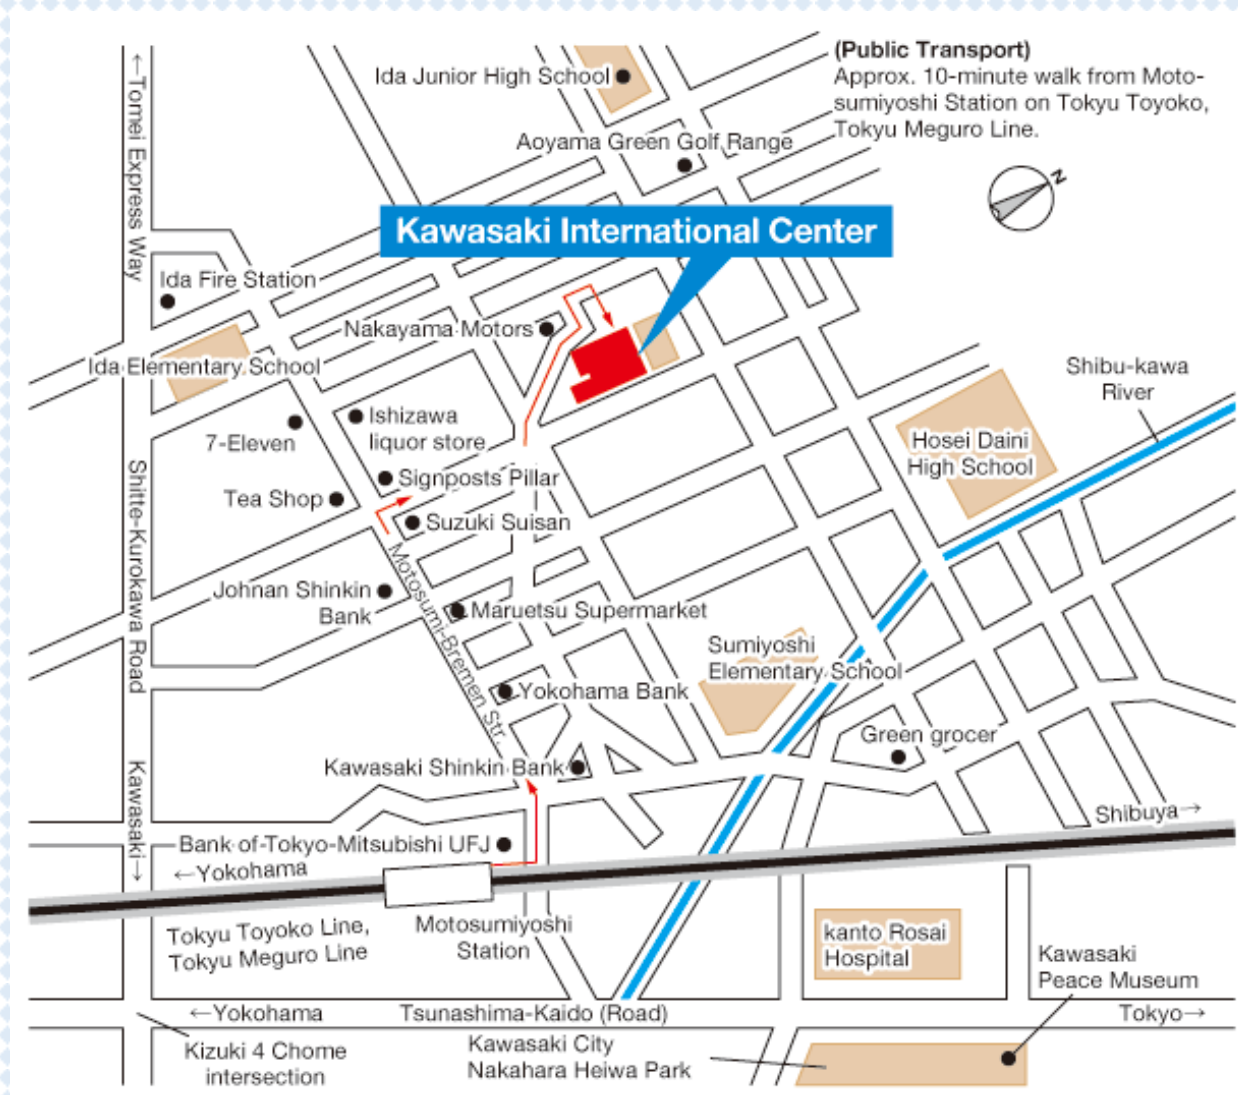 (Public Transport)
Approx. 10-minute walk from Moto-
sumiyoshi Station on Tokyu Toyoko,
Tokyu Meguro Line.
Ida Junior High School
Aoyama Green Golf Range
N
←Tomei Express Way
Kawasaki International Center
Ida Fire Station
Nakayama Motors
Ida Elementary School
Shibu-kawa
River
Ishizawa
liquor store
7-Eleven
Hosei Daini
High School
Signposts Pillar
Tea Shop
Suzuki Suisan
Shitte-Kurokawa Road
Motosumi-Bremen Str.
Johnan Shinkin
Bank
Maruetsu Supermarket
Sumiyoshi
Elementary School
Yokohama Bank
Green grocer
Kawasaki Shinkin Bank
Kawasaki→
Shibuya→
Bank of-Tokyo-Mitsubishi UFJ
←Yokohama
Tokyu Toyoko Line,
Tokyu Meguro Line
Motosumiyoshi
Station
kanto Rosai
Hospital
Kawasaki
Peace Museum
←Yokohama
Tsunashima-Kaido (Road)
Tokyo→
Kizuki 4 Chome
intersection
Kawasaki City
Nakahara Heiwa Park